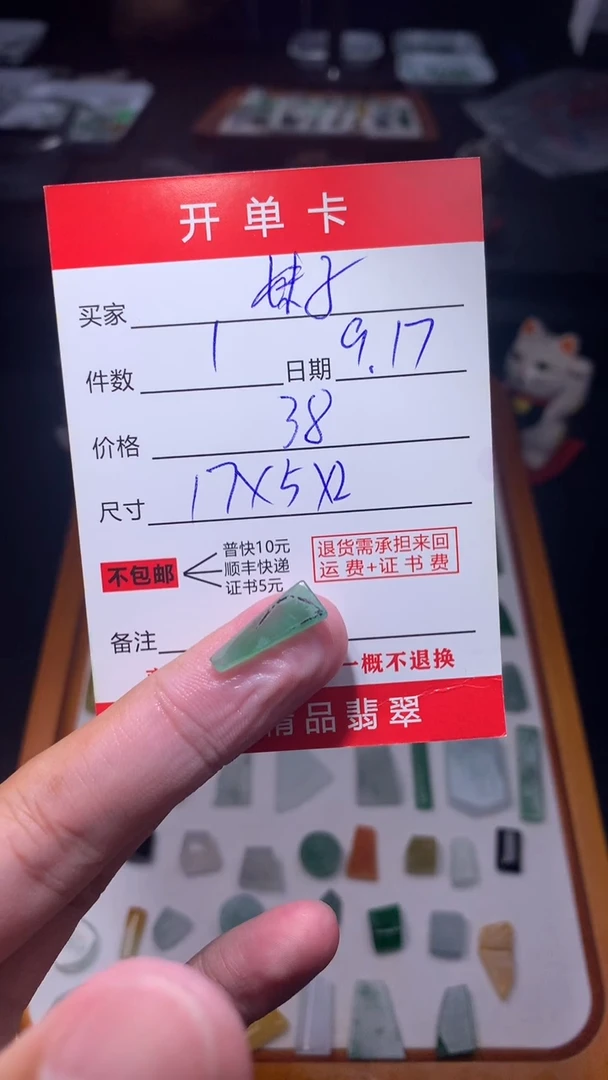 开单卡
买家 妹子
件数 1 日期 9.17
价格 38
尺寸 17X5X2
不包邮
普快10元
顺丰快递
证书5元
退货需承担来回
运费+证书费
备注
一概不退换
精品翡翠